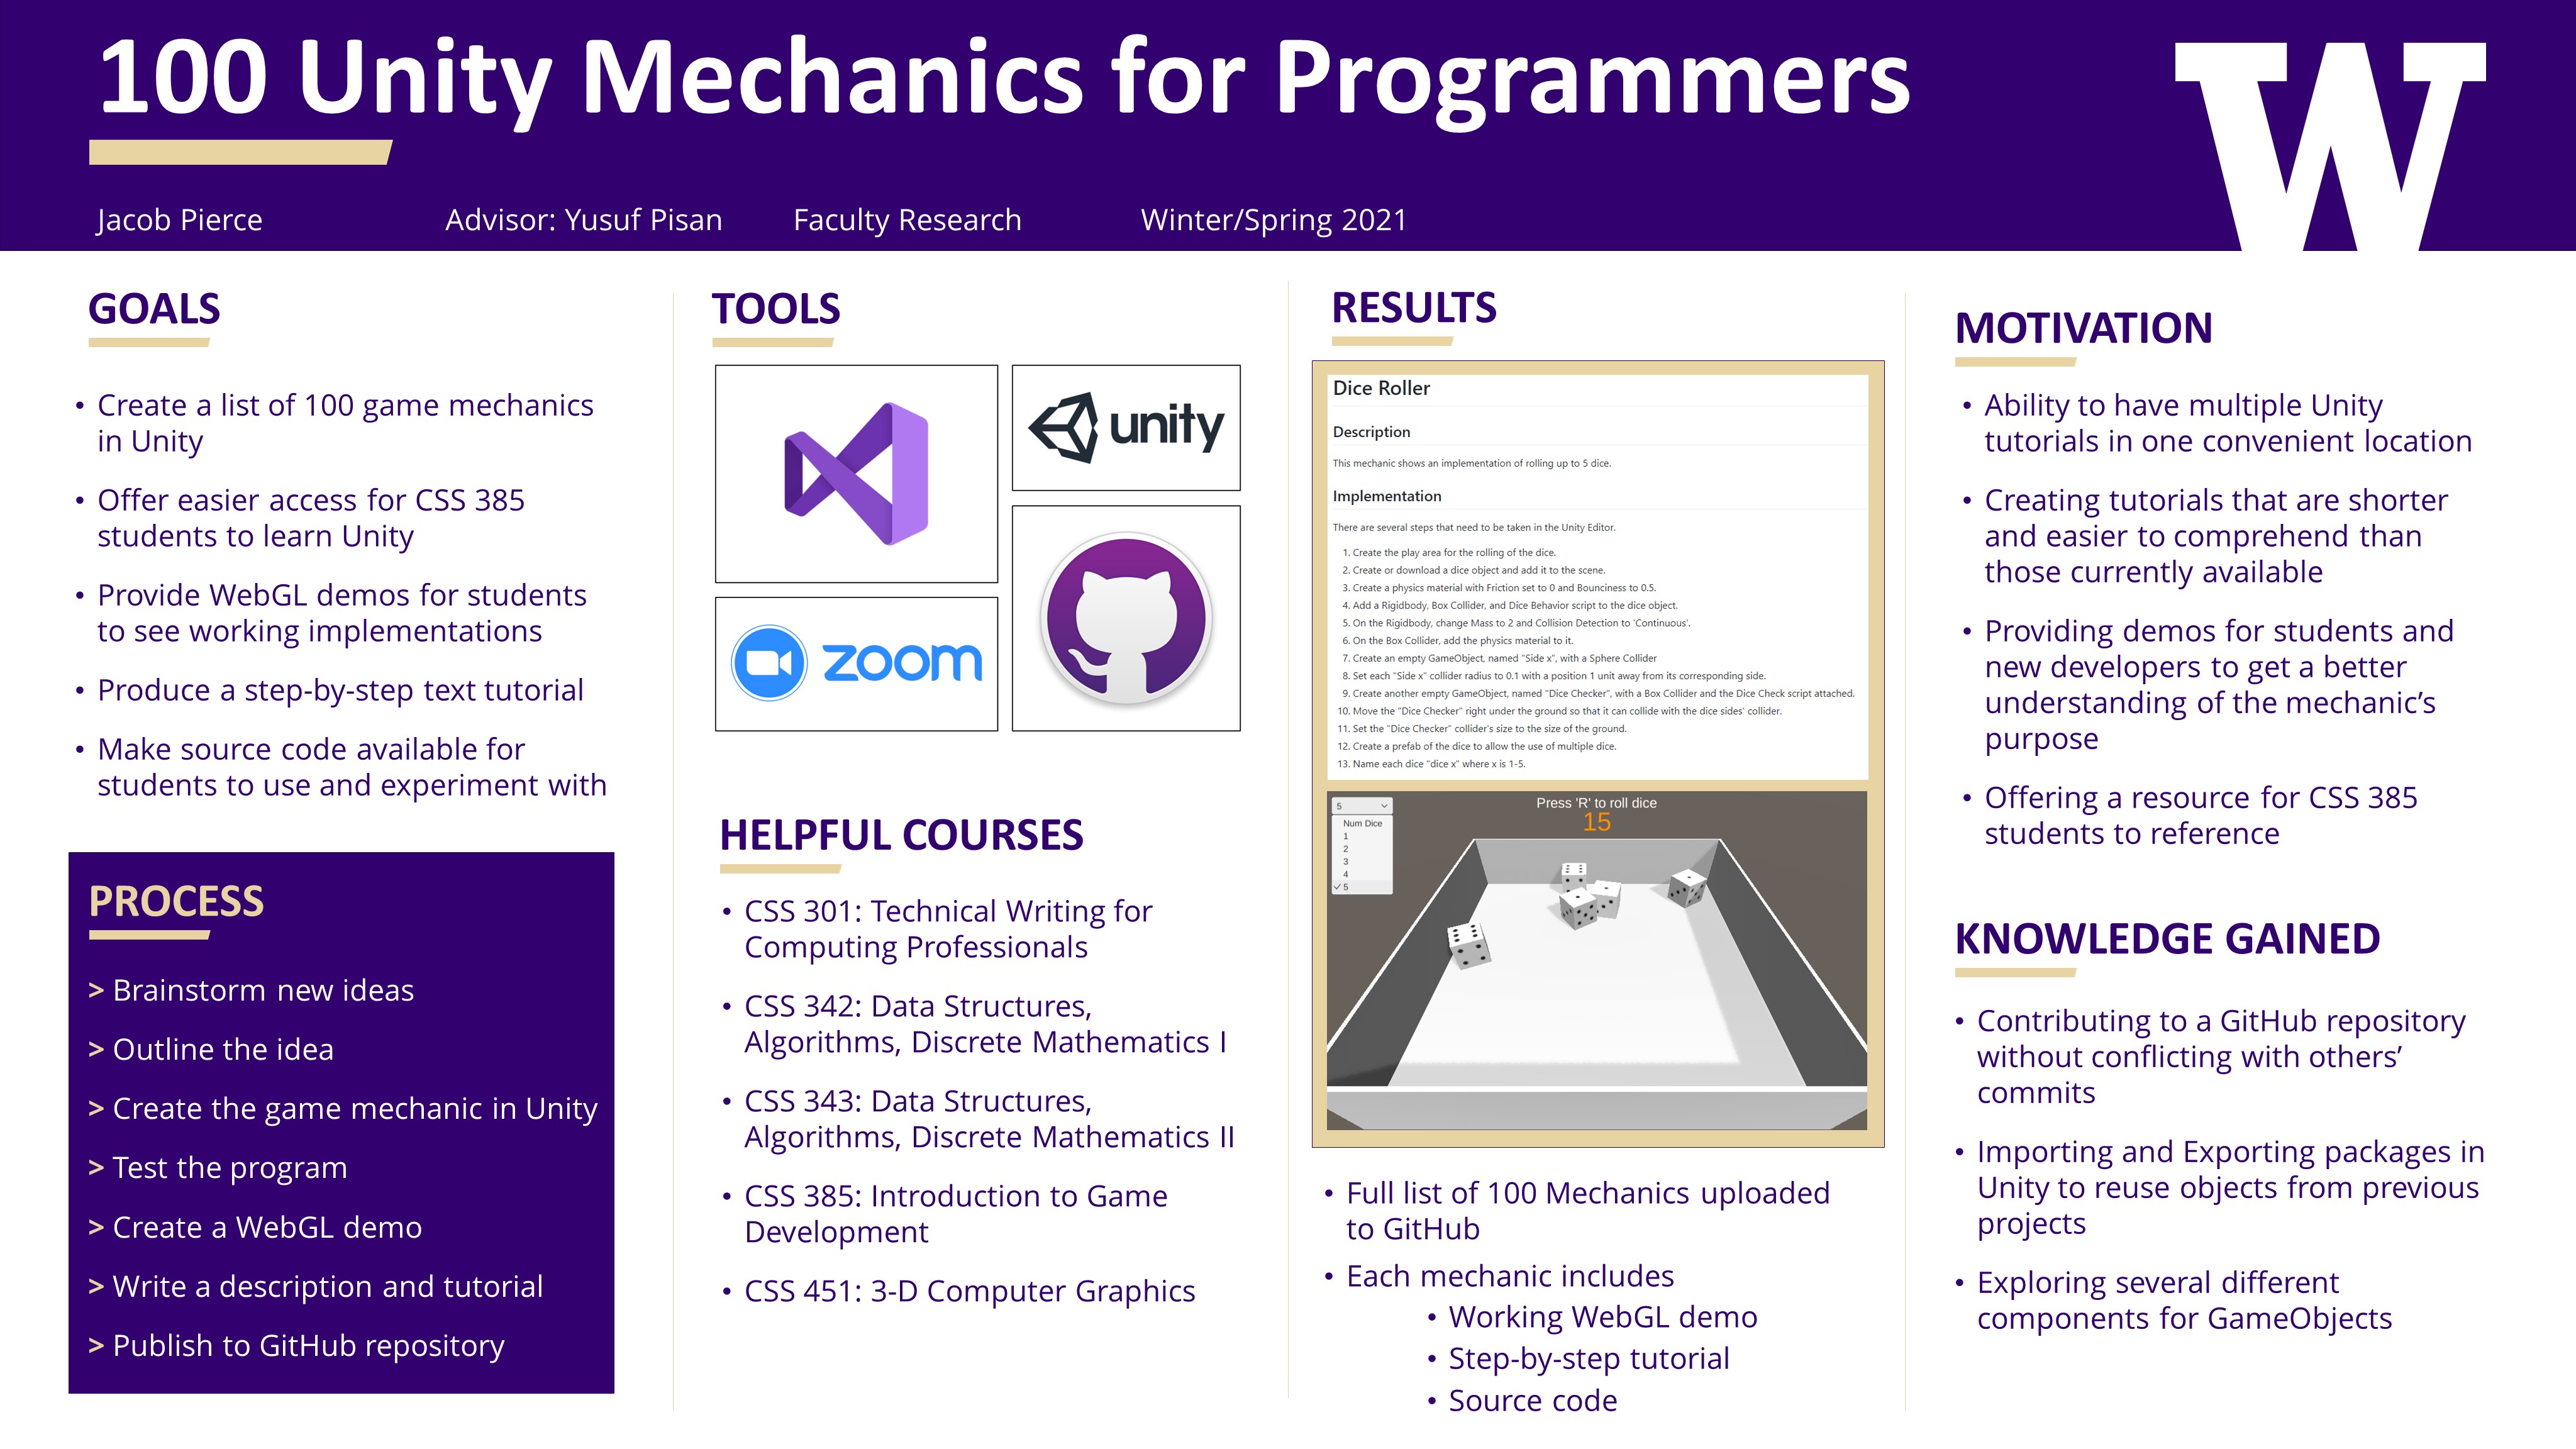 100 Unity Mechanics for Programmers
W
Jacob Pierce Advisor: Yusuf Pisan Faculty Research Winter/Spring 2021
GOALS
• Create a list of 100 game mechanics
in Unity
• Offer easier access for CSS 385
students to learn Unity
• Provide WebGL demos for students
to see working implementations
• Produce a step-by-step text tutorial
• Make source code available for
students to use and experiment with
PROCESS
> Brainstorm new ideas
> Outline the idea
> Create the game mechanic in Unity
> Test the program
> Create a WebGL demo
> Write a description and tutorial
> Publish to GitHub repository
TOOLS
unity
zoom
HELPFUL COURSES
• CSS 301: Technical Writing for
Computing Professionals
• CSS 342: Data Structures,
Algorithms, Discrete Mathematics I
• CSS 343: Data Structures,
Algorithms, Discrete Mathematics II
• CSS 385: Introduction to Game
Development
• CSS 451: 3-D Computer Graphics
RESULTS
Dice Roller
Description
This mechanic shows an implementation of rolling up to 5 dice.
Implementation
There are several steps that need to be taken in the Unity Editor.
1. Create the play area for the rolling of the dice.
2. Create or download a dice object and add it to the scene.
3. Create a physics material with Friction set to 0 and Bounciness to 0.5.
4. Add a Rigidbody, Box Collider, and Dice Behavior script to the dice object.
5. On the Rigidbody, change Mass to 2 and Collision Detection to 'Continuous'.
6. On the Box Collider, add the physics material to it.
7. Create an empty GameObject, named "Side x", with a Sphere Collider
8. Set each "Side x" collider radius to 0.1 with a position 1 unit away from its corresponding side.
9. Create another empty GameObject, named "Dice Checker", with a Box Collider and the Dice Check script attached.
10. Move the "Dice Checker" right under the ground so that it can collide with the dice sides' collider.
11. Set the "Dice Checker" collider's size to the size of the ground.
12. Create a prefab of the dice to allow the use of multiple dice.
13. Name each dice "dice x" where x is 1-5.
5
Num Dice
1
2
3
4
5
Press 'R' to roll dice
15
• Full list of 100 Mechanics uploaded
to GitHub
• Each mechanic includes
• Working WebGL demo
• Step-by-step tutorial
• Source code
MOTIVATION
• Ability to have multiple Unity
tutorials in one convenient location
• Creating tutorials that are shorter
and easier to comprehend than
those currently available
• Providing demos for students and
new developers to get a better
understanding of the mechanic’s
purpose
• Offering a resource for CSS 385
students to reference
KNOWLEDGE GAINED
• Contributing to a GitHub repository
without conflicting with others’
commits
• Importing and Exporting packages in
Unity to reuse objects from previous
projects
• Exploring several different
components for GameObjects